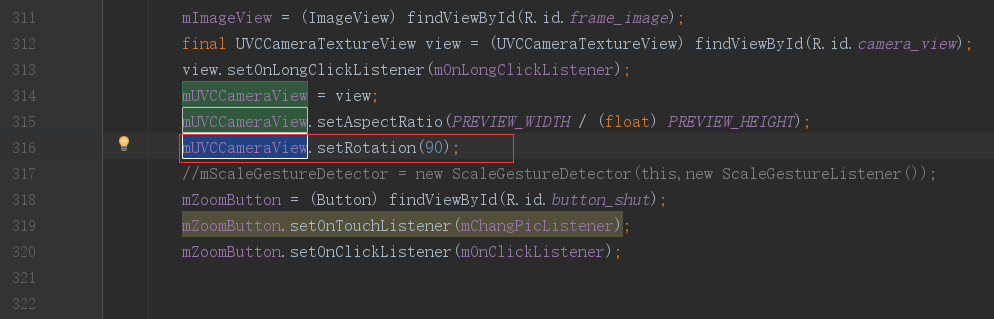 311 mImageView = (ImageView) findViewById(R.id.frame_image);
312 final UVCCameraTextureView view = (UVCCameraTextureView) findViewById(R.id.camera_view);
313 view.setOnLongClickListener(mOnLongClickListener);
314 mUVCCameraView = view;
315 mUVCCameraView.setAspectRatio(PREVIEW_WIDTH / (float) PREVIEW_HEIGHT);
316 mUVCCameraView.setRotation(90);
317 //mScaleGestureDetector = new ScaleGestureDetector(this,new ScaleGestureListener());
318 mZoomButton = (Button) findViewById(R.id.button_shut);
319 mZoomButton.setOnTouchListener(mChangPicListener);
320 mZoomButton.setOnClickListener(mOnClickListener);
321
322